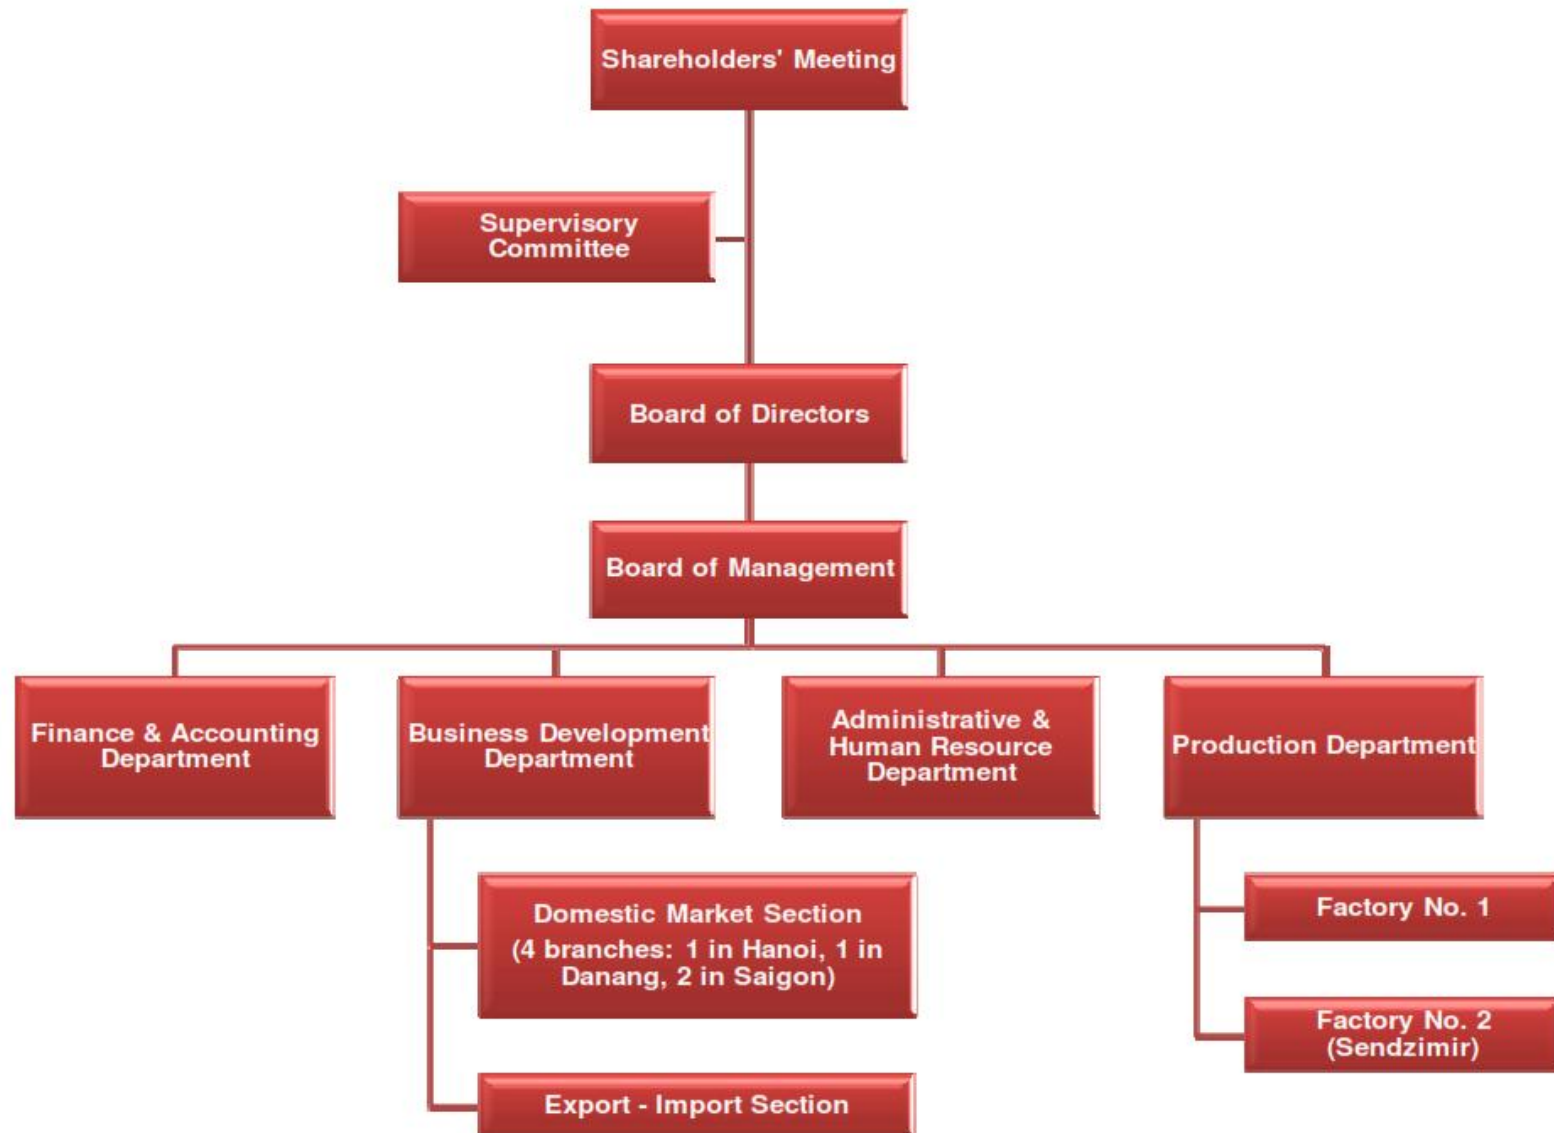 Shareholders' Meeting
Supervisory
Committee
Board of Directors
Board of Management
Finance & Accounting
Department
Business Development
Department
Administrative &
Human Resource
Department
Production Department
Domestic Market Section
(4 branches: 1 in Hanoi, 1 in
Danang, 2 in Saigon)
Export - Import Section
Factory No. 1
Factory No. 2
(Sendzimir)